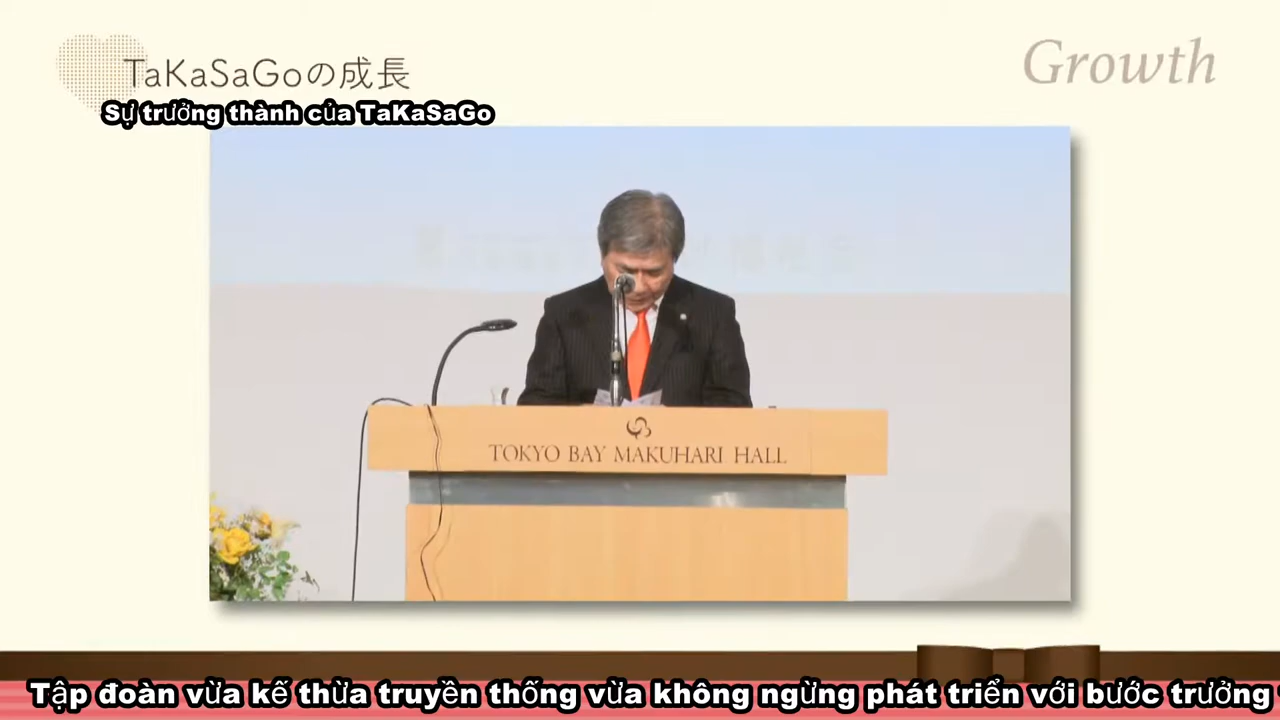 TaKaSaGoの成長
Growth
Sự trưởng thành của TaKaSaGo
TOKYO BAY MAKUHARI HALL
Tập đoàn vừa kế thừa truyền thống vừa không ngừng phát triển với bước trưởng